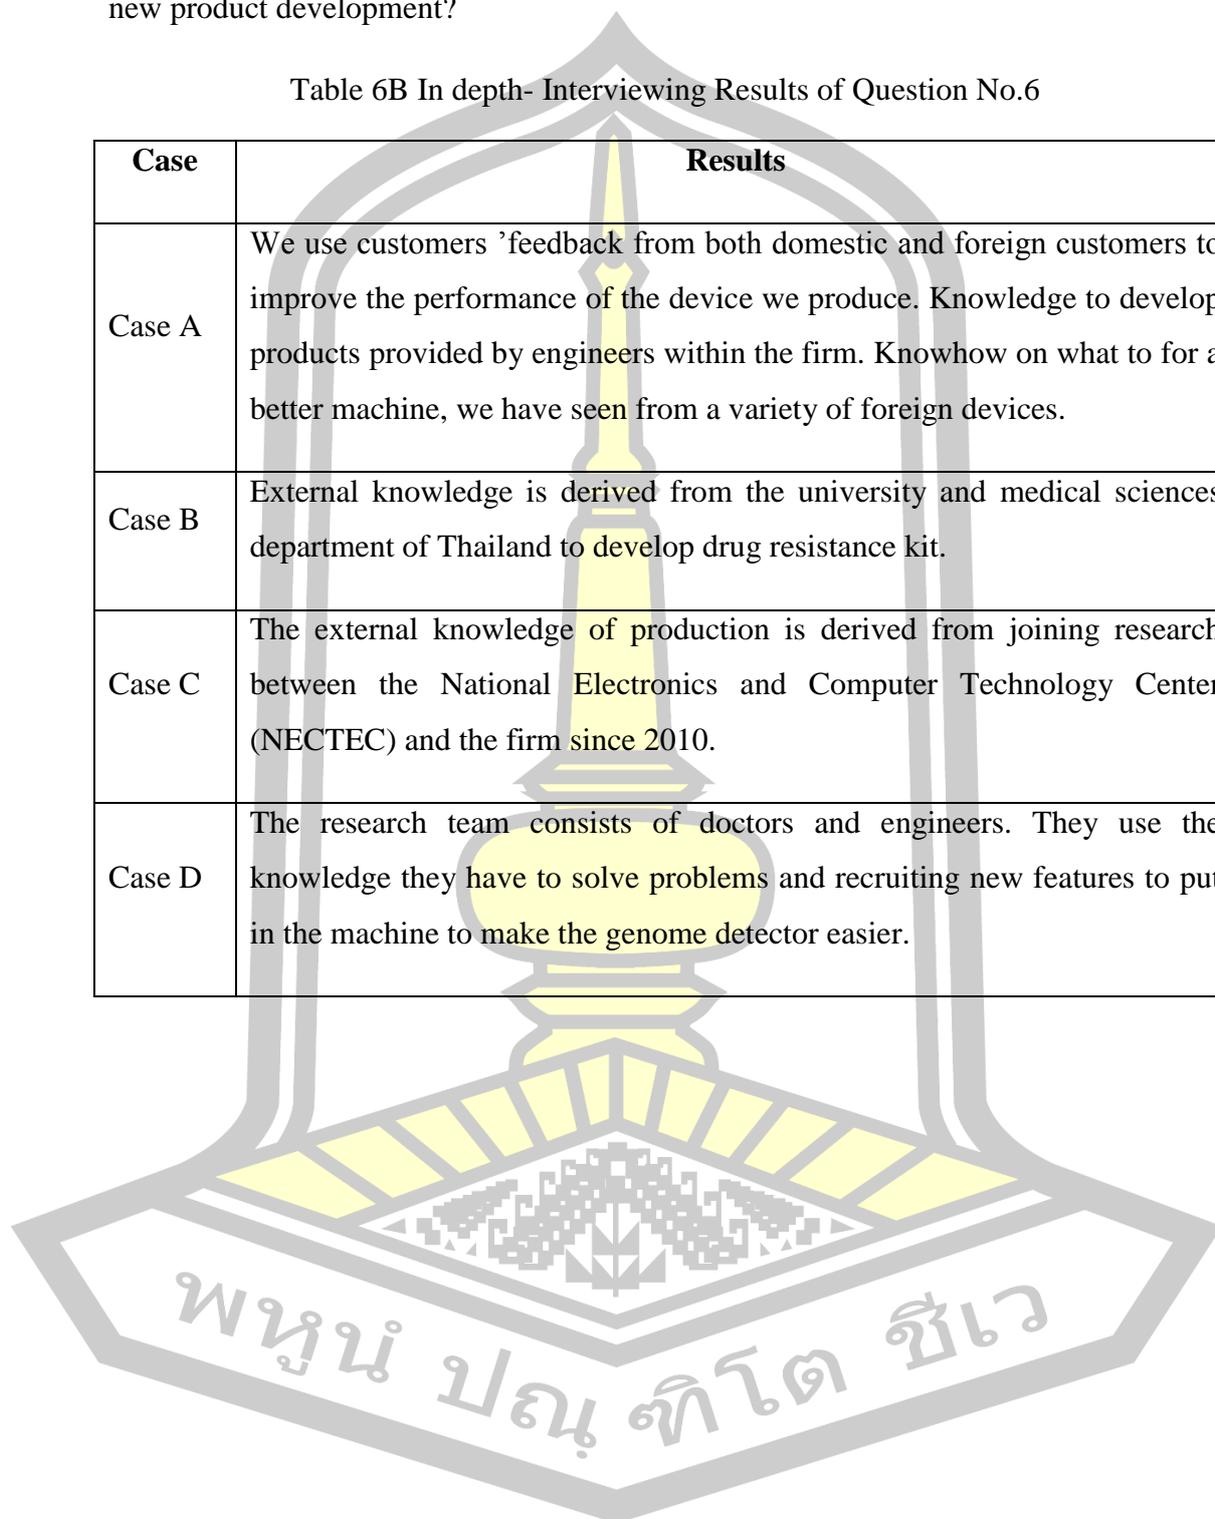 new product development?
Table 6B In depth- Interviewing Results of Question No.6
Case Results
Case A
We use customers ’feedback from both domestic and foreign customers to
improve the performance of the device we produce. Knowledge to develop
products provided by engineers within the firm. Knowhow on what to for a
better machine, we have seen from a variety of foreign devices.
Case B
External knowledge is derived from the university and medical sciences
department of Thailand to develop drug resistance kit.
Case C
The external knowledge of production is derived from joining research
between the National Electronics and Computer Technology Center
(NECTEC) and the firm since 2010.
Case D
The research team consists of doctors and engineers. They use the
knowledge they have to solve problems and recruiting new features to put
in the machine to make the genome detector easier.
พหูนํ ปณฺฑิโต ชีเว